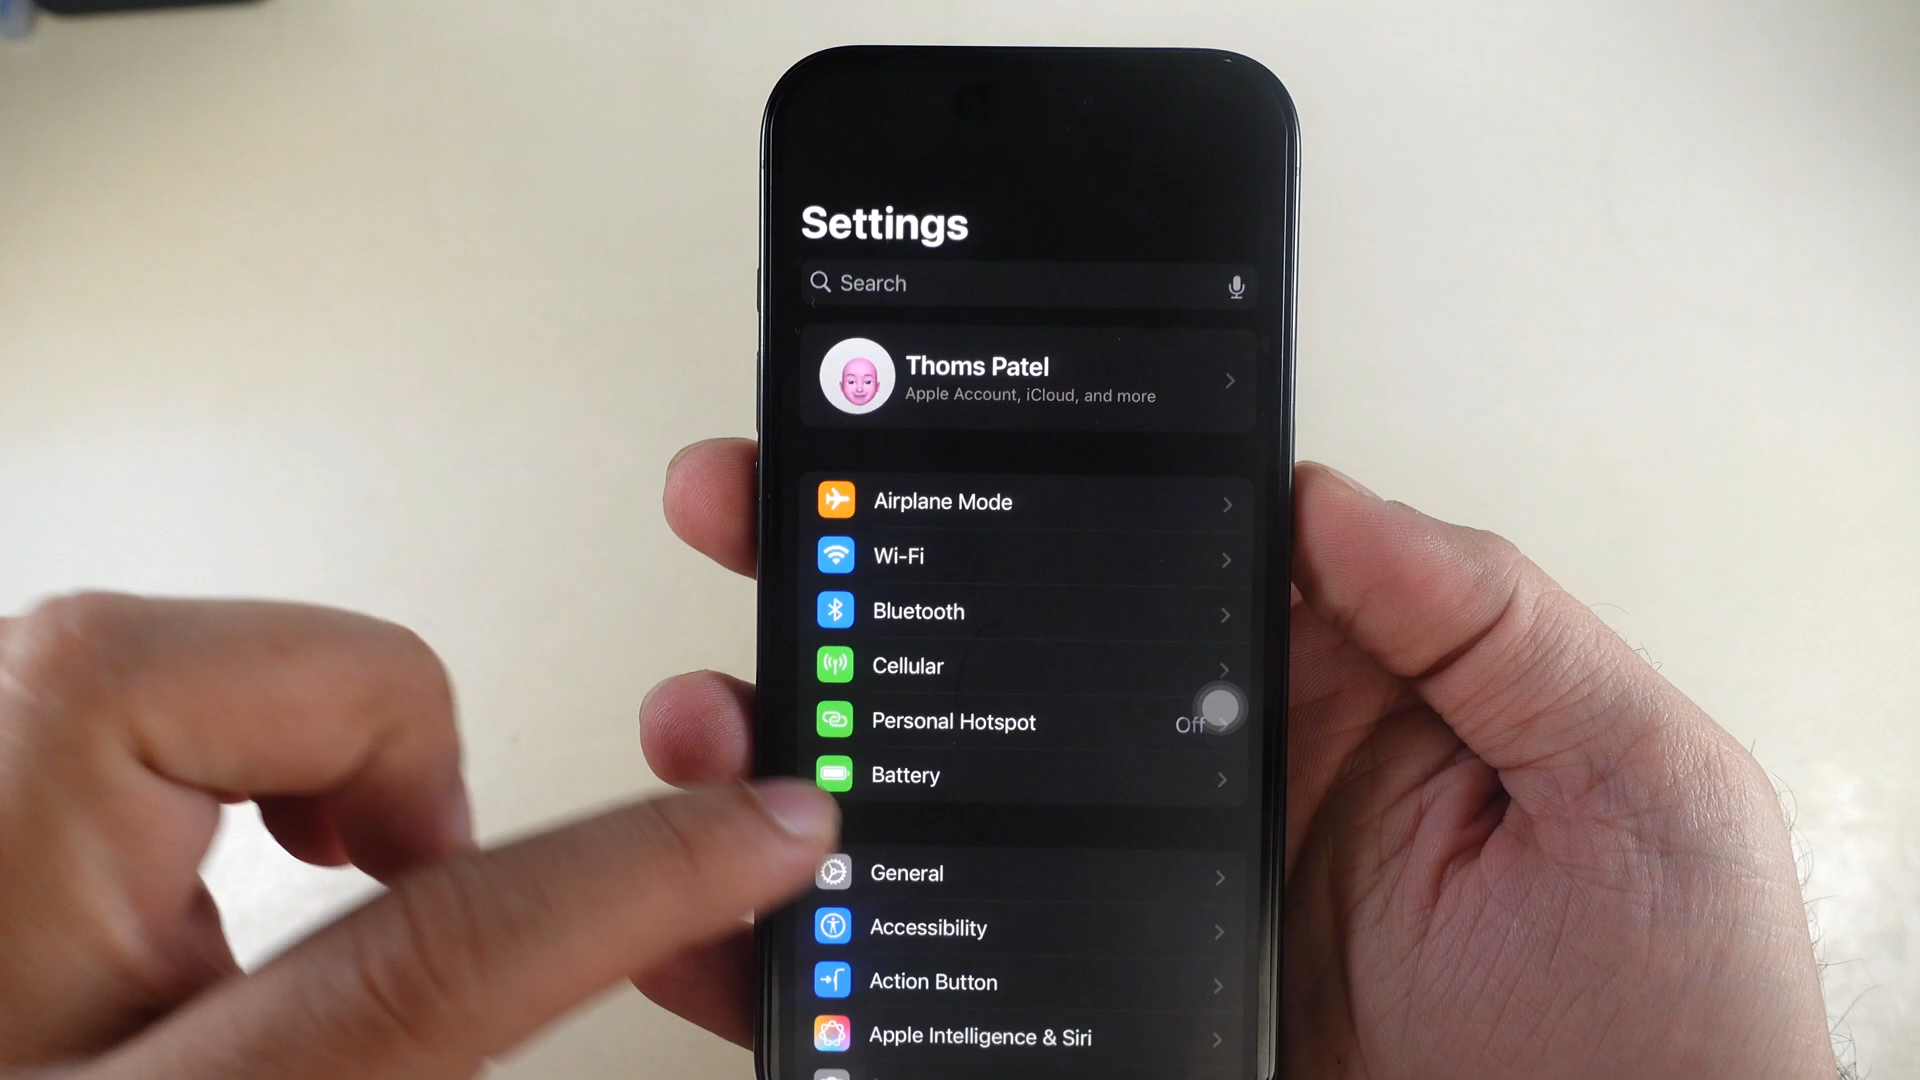 Settings
Search
Thoms Patel
Apple Account, iCloud, and more
Airplane Mode
Wi-Fi
Bluetooth
Cellular
Personal Hotspot Off
Battery
General
Accessibility
Action Button
Apple Intelligence & Siri